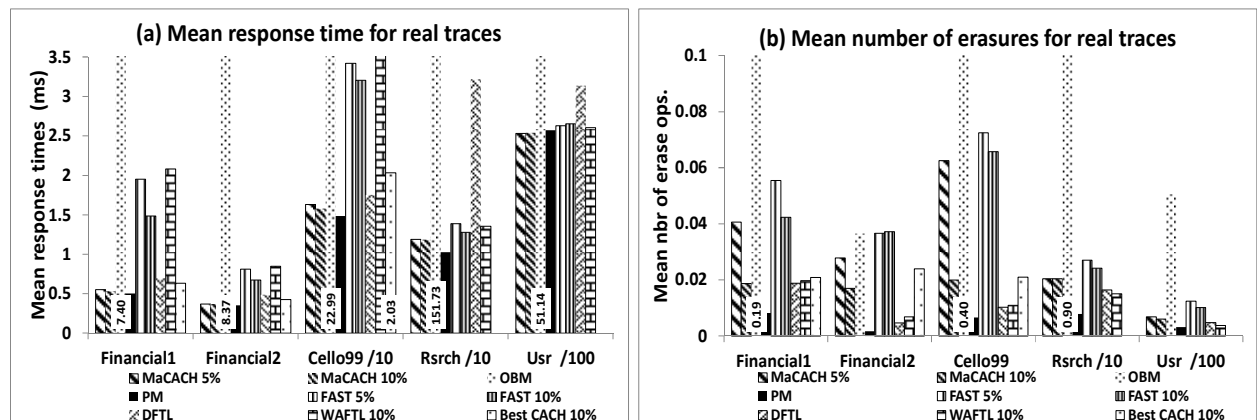 (a) Mean response time for real traces
Mean response times (ms)
3.5
3
2.5
2
1.5
1
0.5
0
7.40
8.37
22.99
2.03
151.73
51.14
Financial1 Financial2 Cello99 /10 Rsrch /10 Usr /100
MaCACH 5% MaCACH 10% OBM
PM FAST 5% FAST 10%
DFTL WAFTL 10% Best CACH 10%
(b) Mean number of erasures for real traces
Mean nbr of errase ops.
0.1
0.08
0.06
0.04
0.02
0
0.19
0.40
0.90
Financial1 Financial2 Cello99 Rsrch /10 Usr /100
MaCACH 5% MaCACH 10% OBM
PM FAST 5% FAST 10%
DFTL WAFTL 10% Best CACH 10%